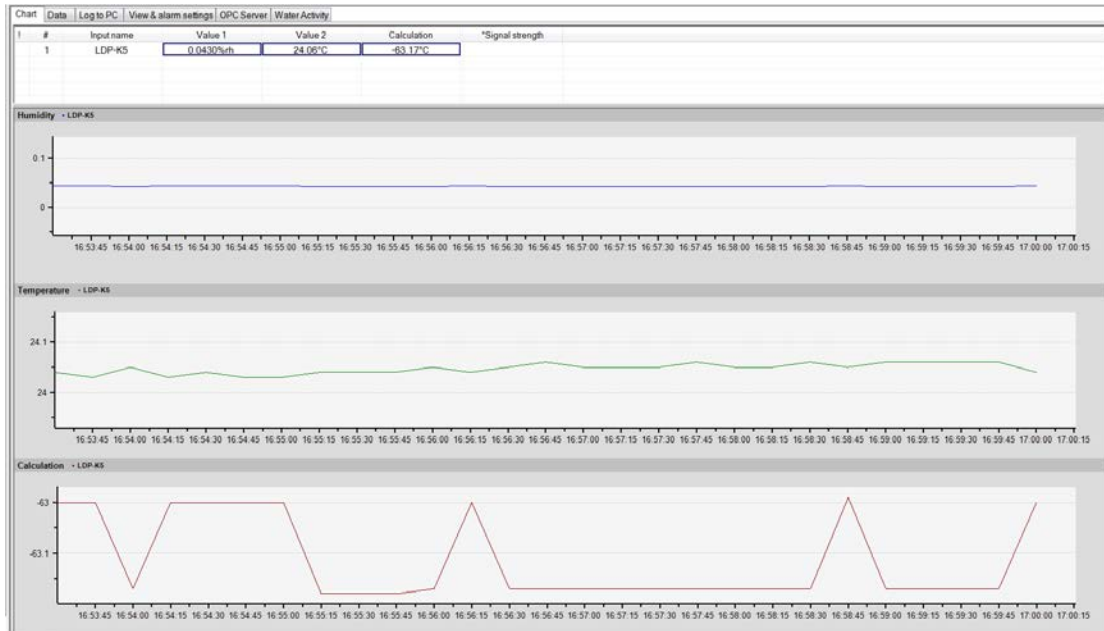 Chart Data Log to PC View & alarm settings OPC Server Water Activity
! # Input name Value 1 Value 2 Calculation *Signal strength
1 LDP-K5 0.0430%rh 24.06°C -63.17°C
Humidity • LDP-K5
0.1
0
16:53:45 16:54:00 16:54:15 16:54:30 16:54:45 16:55:00 16:55:15 16:55:30 16:55:45 16:56:00 16:56:15 16:56:30 16:56:45 16:57:00 16:57:15 16:57:30 16:57:45 16:58:00 16:58:15 16:58:30 16:58:45 16:59:00 16:59:15 16:59:30 16:59:45 17:00:00 17:00:15
Temperature • LDP-K5
24.1
24
16:53:45 16:54:00 16:54:15 16:54:30 16:54:45 16:55:00 16:55:15 16:55:30 16:55:45 16:56:00 16:56:15 16:56:30 16:56:45 16:57:00 16:57:15 16:57:30 16:57:45 16:58:00 16:58:15 16:58:30 16:58:45 16:59:00 16:59:15 16:59:30 16:59:45 17:00:00 17:00:15
Calculation • LDP-K5
-63
-63.1
16:53:45 16:54:00 16:54:15 16:54:30 16:54:45 16:55:00 16:55:15 16:55:30 16:55:45 16:56:00 16:56:15 16:56:30 16:56:45 16:57:00 16:57:15 16:57:30 16:57:45 16:58:00 16:58:15 16:58:30 16:58:45 16:59:00 16:59:15 16:59:30 16:59:45 17:00:00 17:00:15